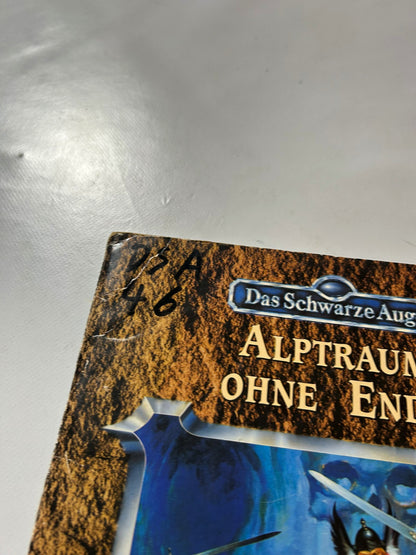 DSA
46
Das Schwarze Aug
ALPTRAUM
OHNE END